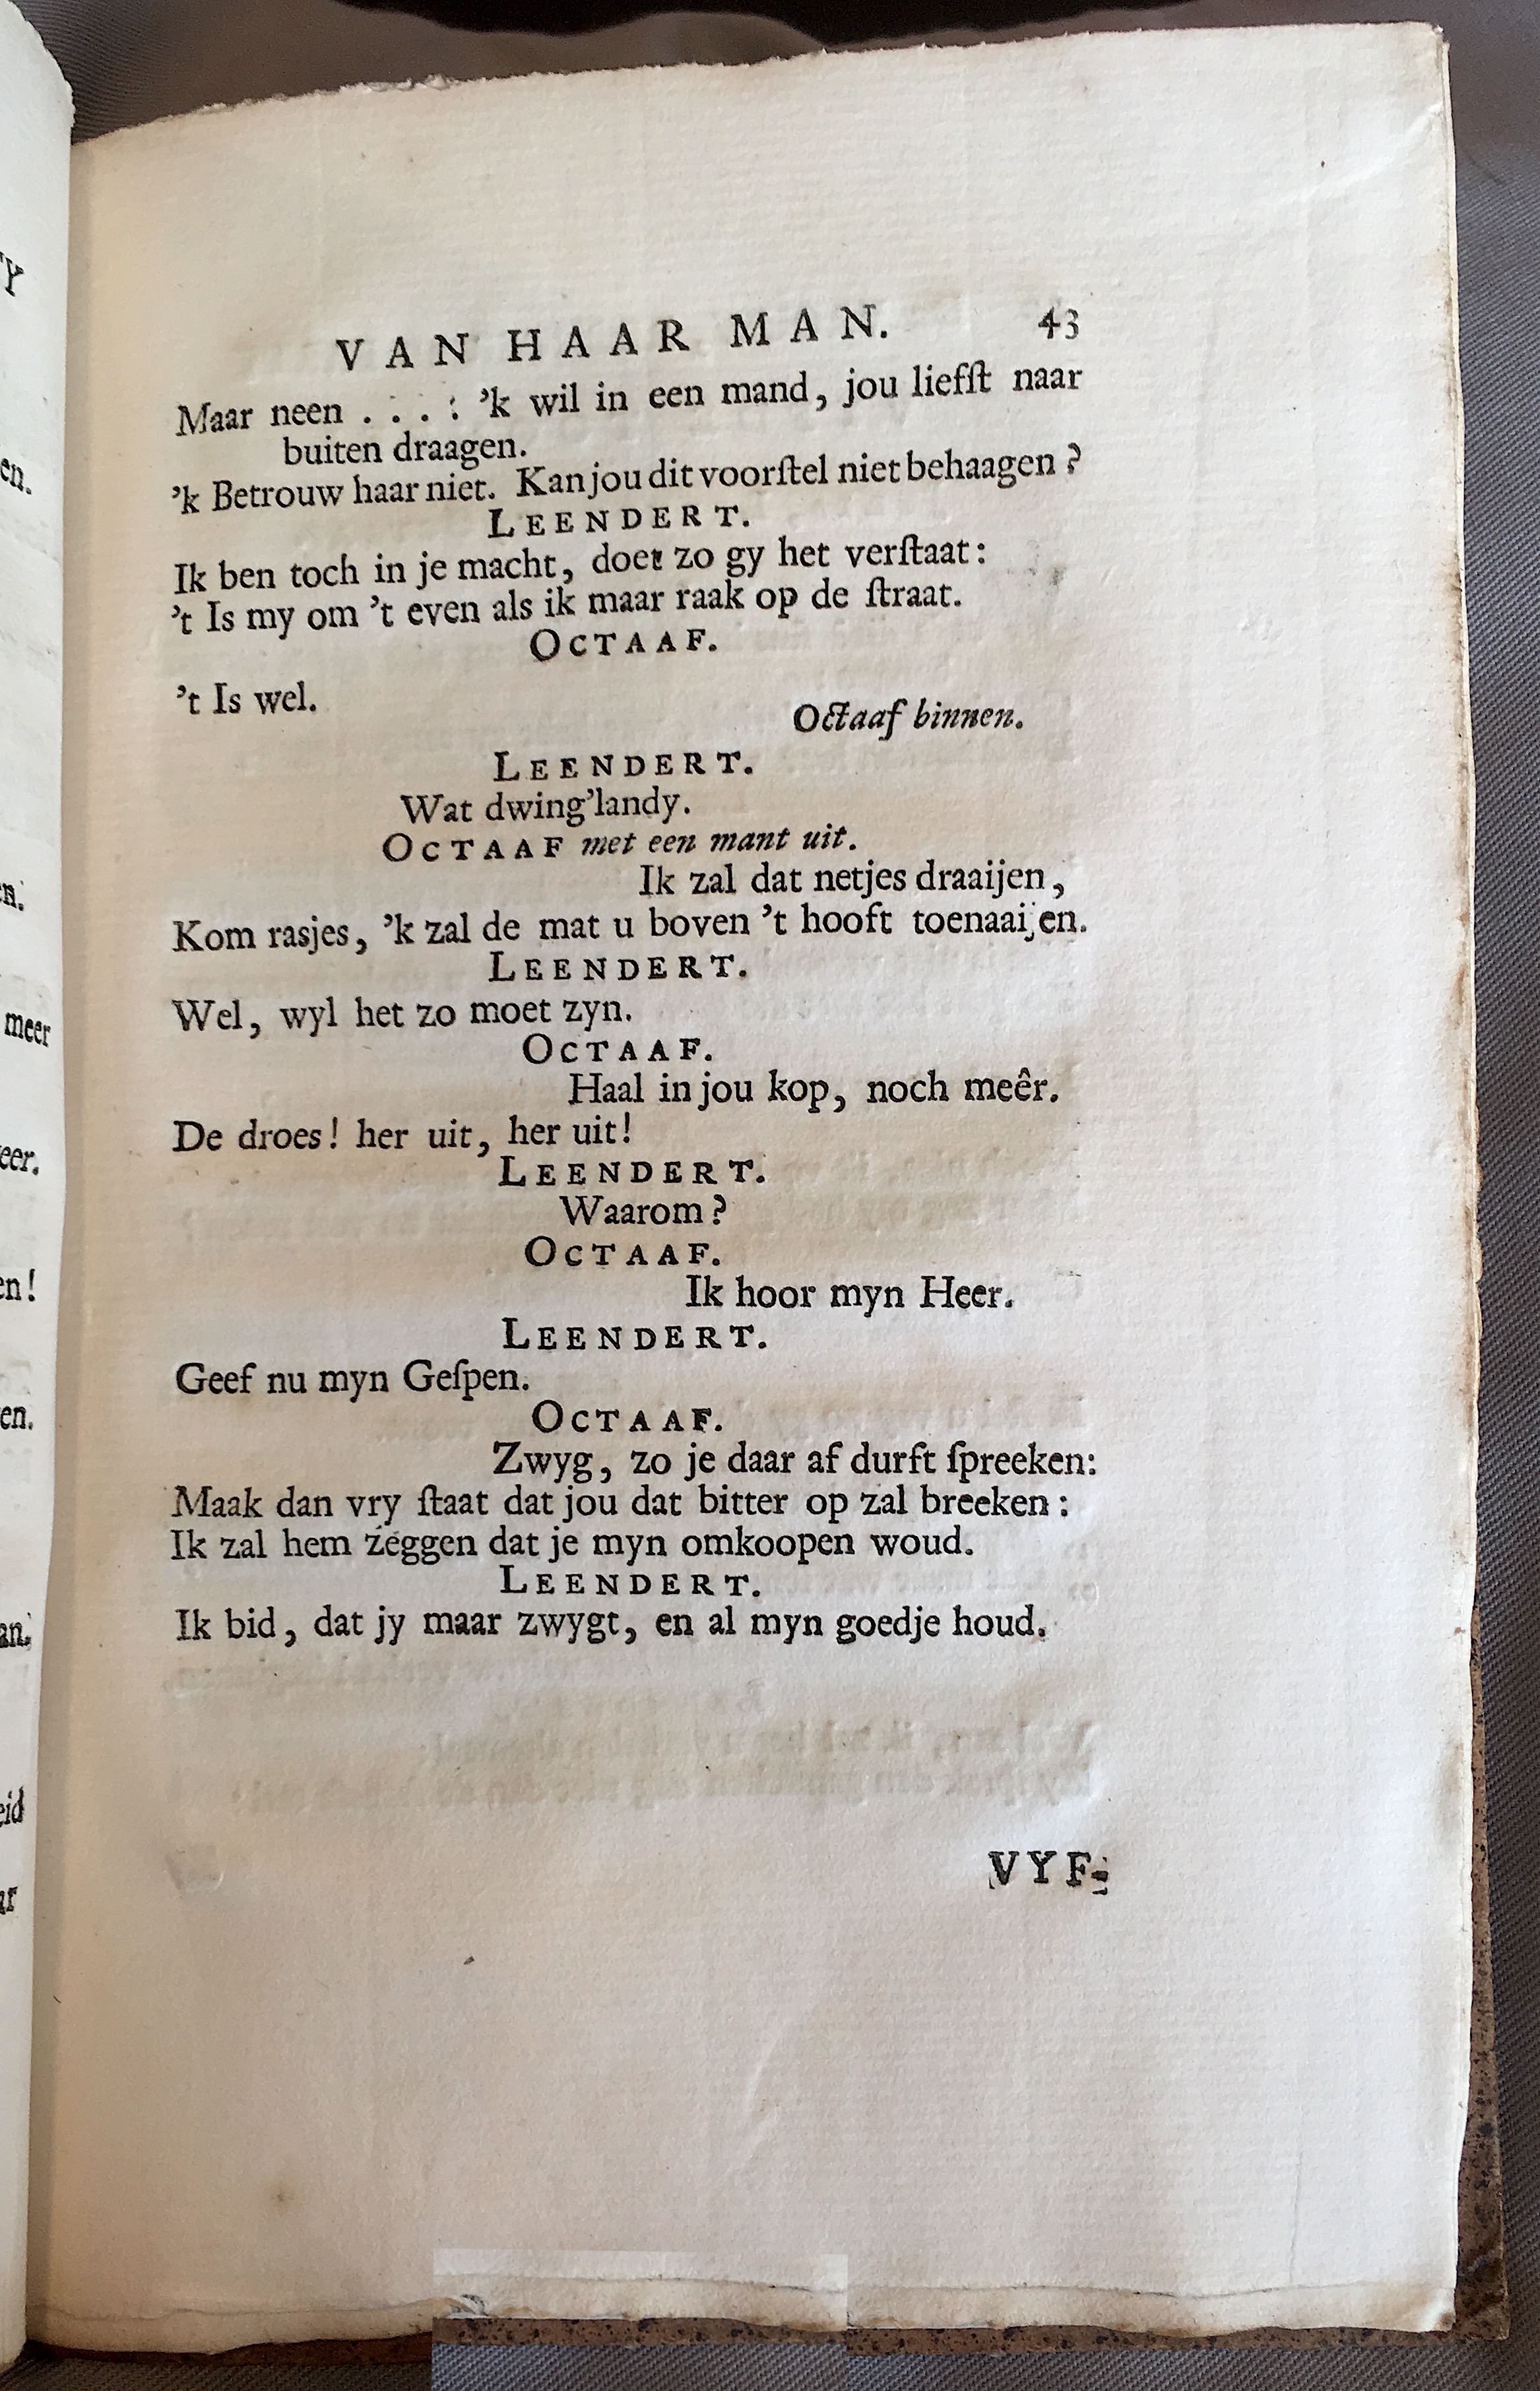 VAN HAAR MAN. 43
Maar neen . . . : ’k wil in een mand, jou liefſt naar
buiten draagen.
’k Betrouw haar niet. Kan jou dit voorſtel niet behaagen?
LEENDERT.
Ik ben toch in je macht, doet zo gy het verſtaat:
’t Is my om ’t even als ik maar raak op de ſtraat.
OCTAAF.
’t Is wel.
Octaaf binnen.
LEENDERT.
Wat dwing’landy.
OCTAAF met een mant uit.
Ik zal dat netjes draaijen,
Kom rasjes, ’k zal de mat u boven ’t hooft toenaaijen.
LEENDERT.
Wel, wyl het zo moet zyn.
OCTAAF.
Haal in jou kop, noch meêr.
De droes! her uit, her uit!
LEENDERT.
Waarom?
OCTAAF.
Ik hoor myn Heer.
LEENDERT.
Geef nu myn Geſpen.
OCTAAF.
Zwyg, zo je daar af durft ſpreeken:
Maak dan vry ſtaat dat jou dat bitter op zal breeken:
Ik zal hem zeggen dat je myn omkoopen woud.
LEENDERT.
Ik bid, dat jy maar zwygt, en al myn goedje houd.
VYF-